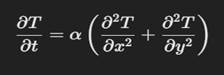 ∂T/∂t = α (∂²T/∂x² + ∂²T/∂y²)